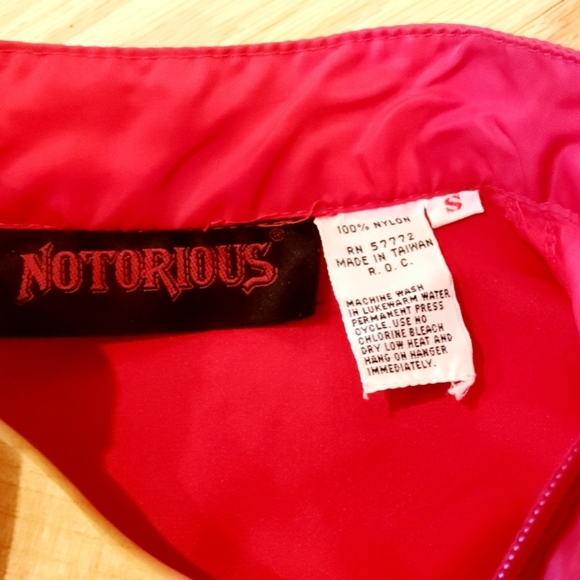 NOTORIOUS®
S
100% NYLON
RN 57772
MADE IN TAIWAN
R.O.C.
MACHINE WASH
IN LUKEWARM WATER
PERMANENT PRESS
CYCLE. USE NO
CHLORINE BLEACH
DRY LOW HEAT AND
HANG ON HANGER
IMMEDIATELY.